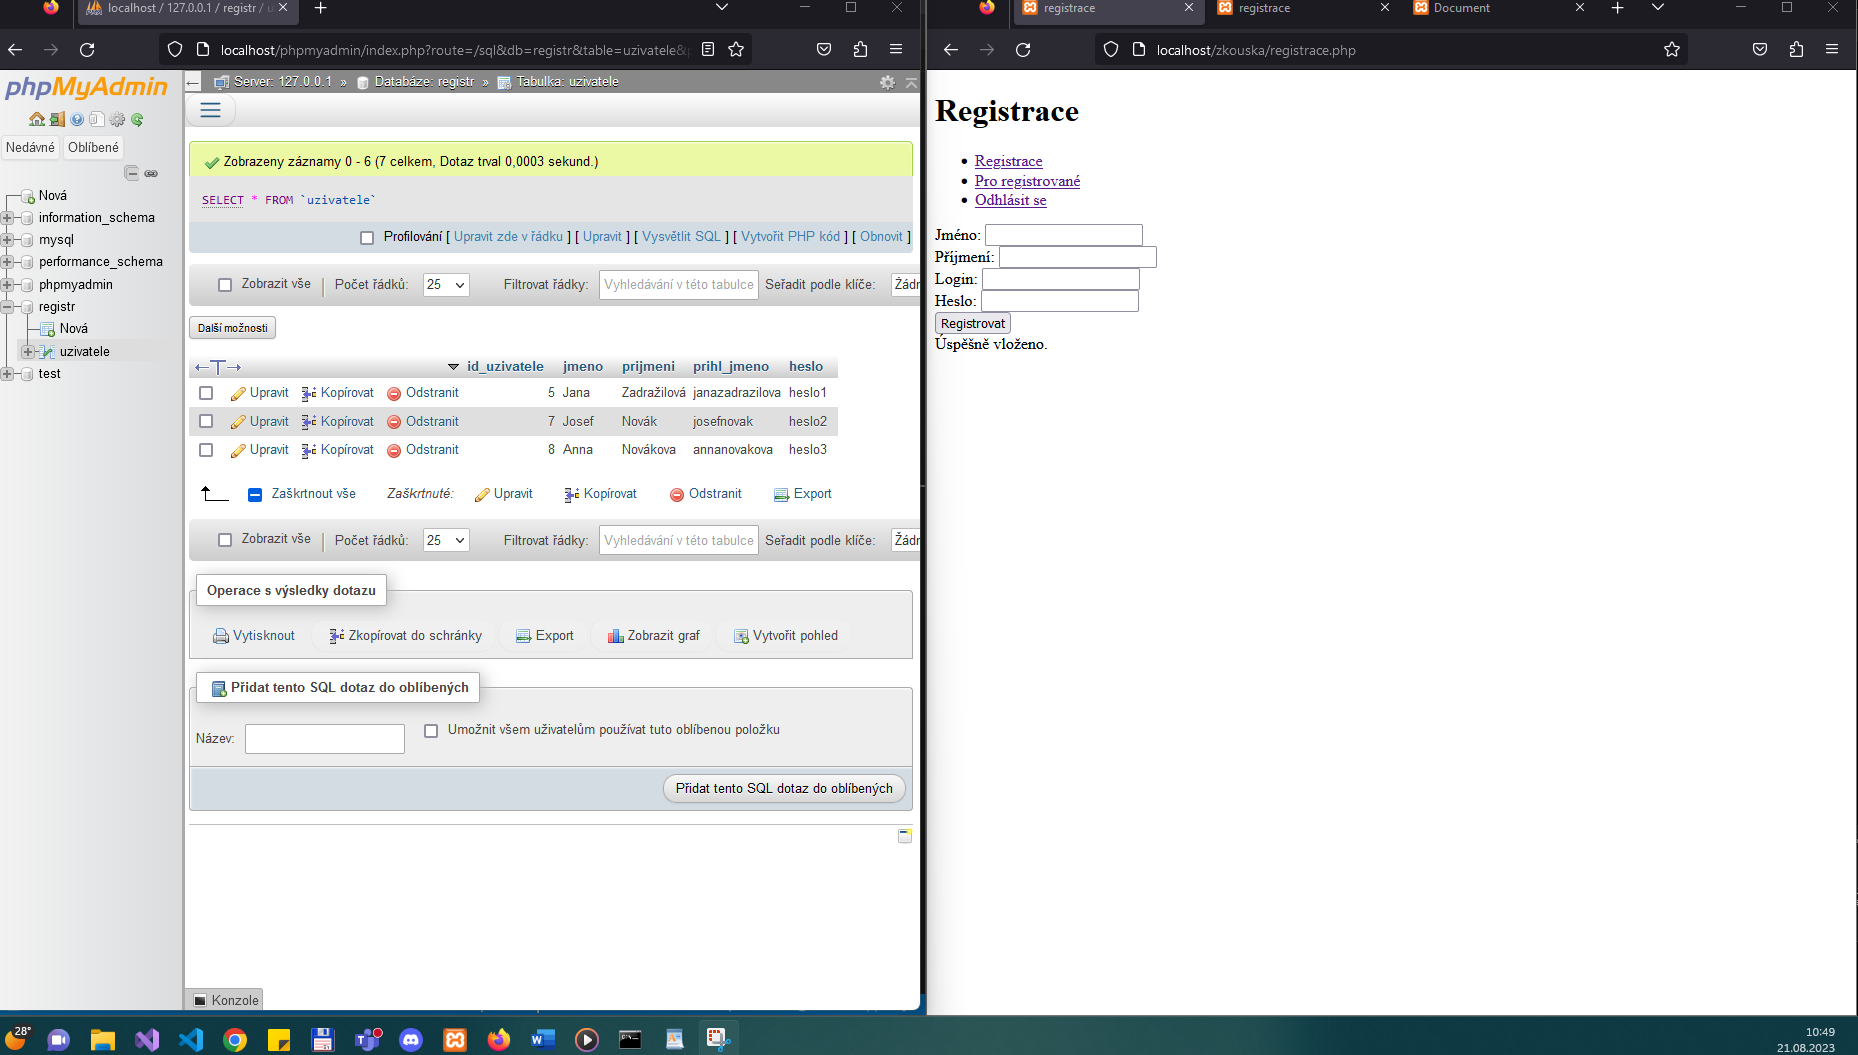 localhost / 127.0.0.1 / registr / u
localhost/phpmyadmin/index.php?route=/sql&db=registr&table=uzivatele&
phpMyAdmin
Nedávné
Oblíbené
Nová
information_schema
mysql
performance_schema
phpmyadmin
registr
Nová
uzivatele
test
Server: 127.0.0.1 » Databáze: registr » Tabulka: uzivatele
Zobrazeny záznamy 0 - 6 (7 celkem, Dotaz trval 0,0003 sekund.)
SELECT * FROM `uzivatele`
Profilování [ Upravit zde v řádku ] [ Upravit ] [ Vysvětlit SQL ] [ Vytvořit PHP kód ] [ Obnovit ]
Zobrazit vše Počet řádků: 25 Filtrovat řádky: Vyhledávání v této tabulce Seřadit podle klíče: Žádn
Další možnosti
id_uzivatele jmeno prijmeni prihl_jmeno heslo
Upravit Kopírovat Odstranit 5 Jana Zadražilová janazadrazilova heslo1
Upravit Kopírovat Odstranit 7 Josef Novák josefnovak heslo2
Upravit Kopírovat Odstranit 8 Anna Novákova annanovakova heslo3
Zaškrtnout vše Zaškrtnuté: Upravit Kopírovat Odstranit Export
Zobrazit vše Počet řádků: 25 Filtrovat řádky: Vyhledávání v této tabulce Seřadit podle klíče: Žádn
Operace s výsledky dotazu
Vytisknout Zkopírovat do schránky Export Zobrazit graf Vytvořit pohled
Přidat tento SQL dotaz do oblíbených
Název: Umožnit všem uživatelům používat tuto oblíbenou položku
Přidat tento SQL dotaz do oblíbených
Konzole
registrace
registrace
Document
localhost/zkouska/registrace.php
Registrace
Registrace
Pro registrované
Odhlásit se
Jméno:
Příjmení:
Login:
Heslo:
Registrovat
Úspěšně vloženo.
28°
10:49
21.08.2023